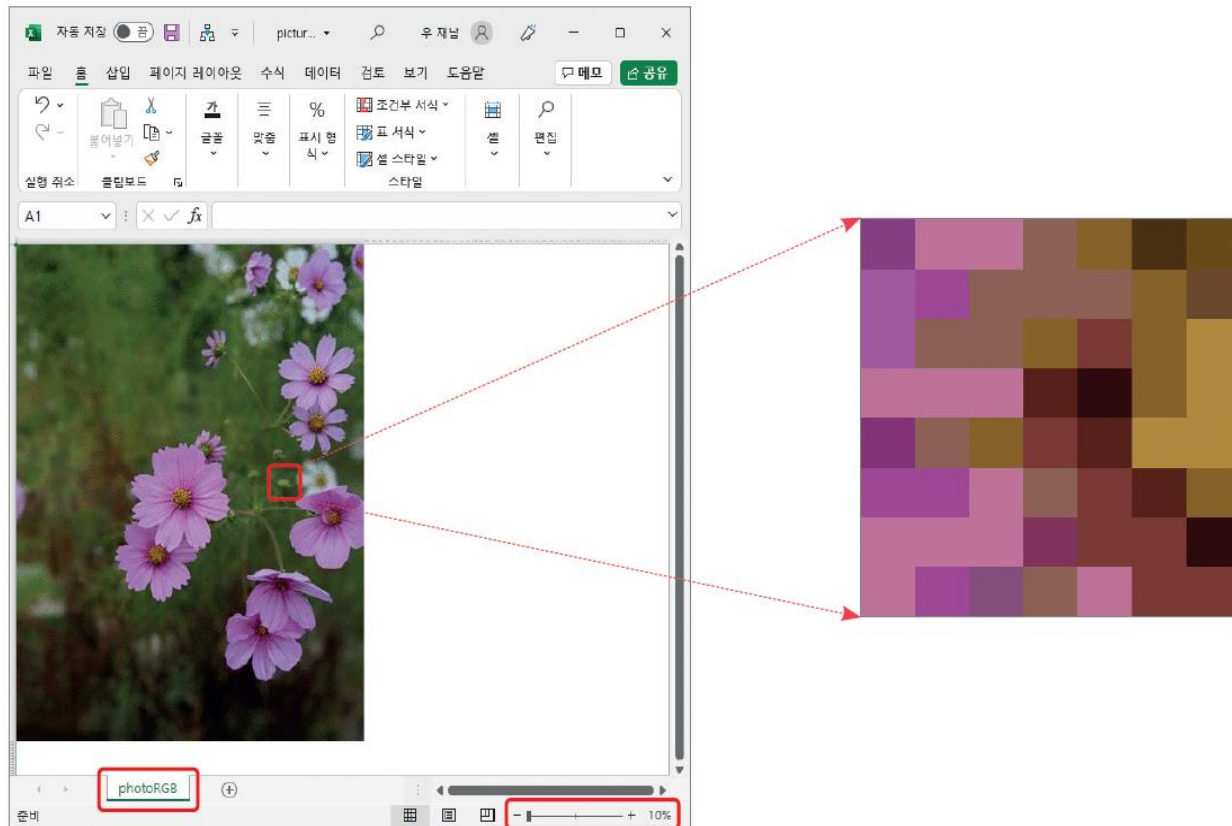 자동 저장 끔 pictur... 우 재남
파일 홈 삽입 페이지 레이아웃 수식 데이터 검토 보기 도움말 메모 공유
조건부 서식
붙여넣기 글꼴 맞춤 표시 형식 표 서식 셀 편집
셀 스타일
실행 취소 클립보드 스타일
A1 fx
photoRGB
준비 10%